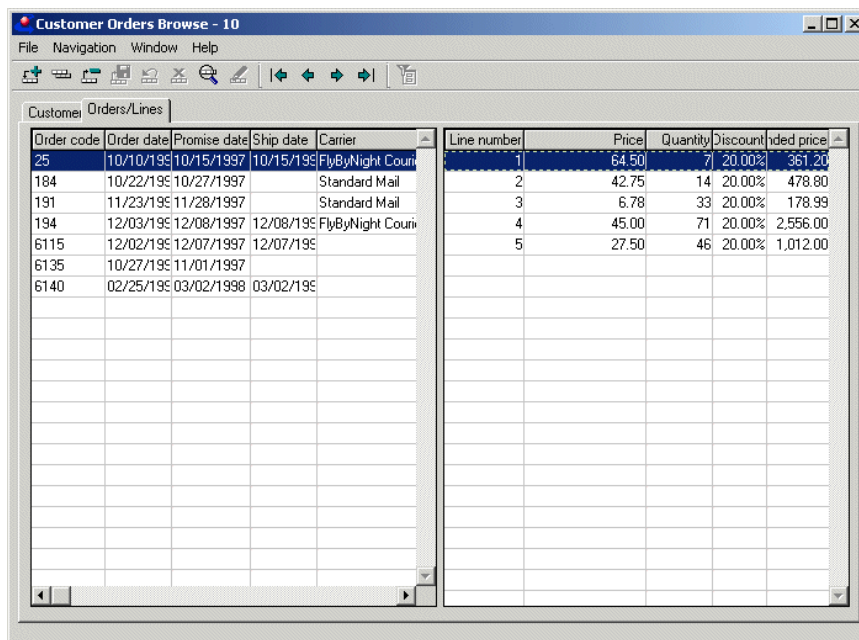 Customer Orders Browse - 10
File Navigation Window Help
Customer Orders/Lines
Order code Order date Promise date Ship date Carrier
25 10/10/199 10/15/1997 10/15/199 FlyByNight Couri
184 10/22/199 10/27/1997 Standard Mail
191 11/23/199 11/28/1997 Standard Mail
194 12/03/199 12/08/1997 12/08/199 FlyByNight Couri
6115 12/02/199 12/07/1997 12/07/199
6135 10/27/199 11/01/1997
6140 02/25/199 03/02/1998 03/02/199
Line number Price Quantity Discount nded price
1 64.50 7 20.00% 361.20
2 42.75 14 20.00% 478.80
3 6.78 33 20.00% 178.99
4 45.00 71 20.00% 2,556.00
5 27.50 46 20.00% 1,012.00